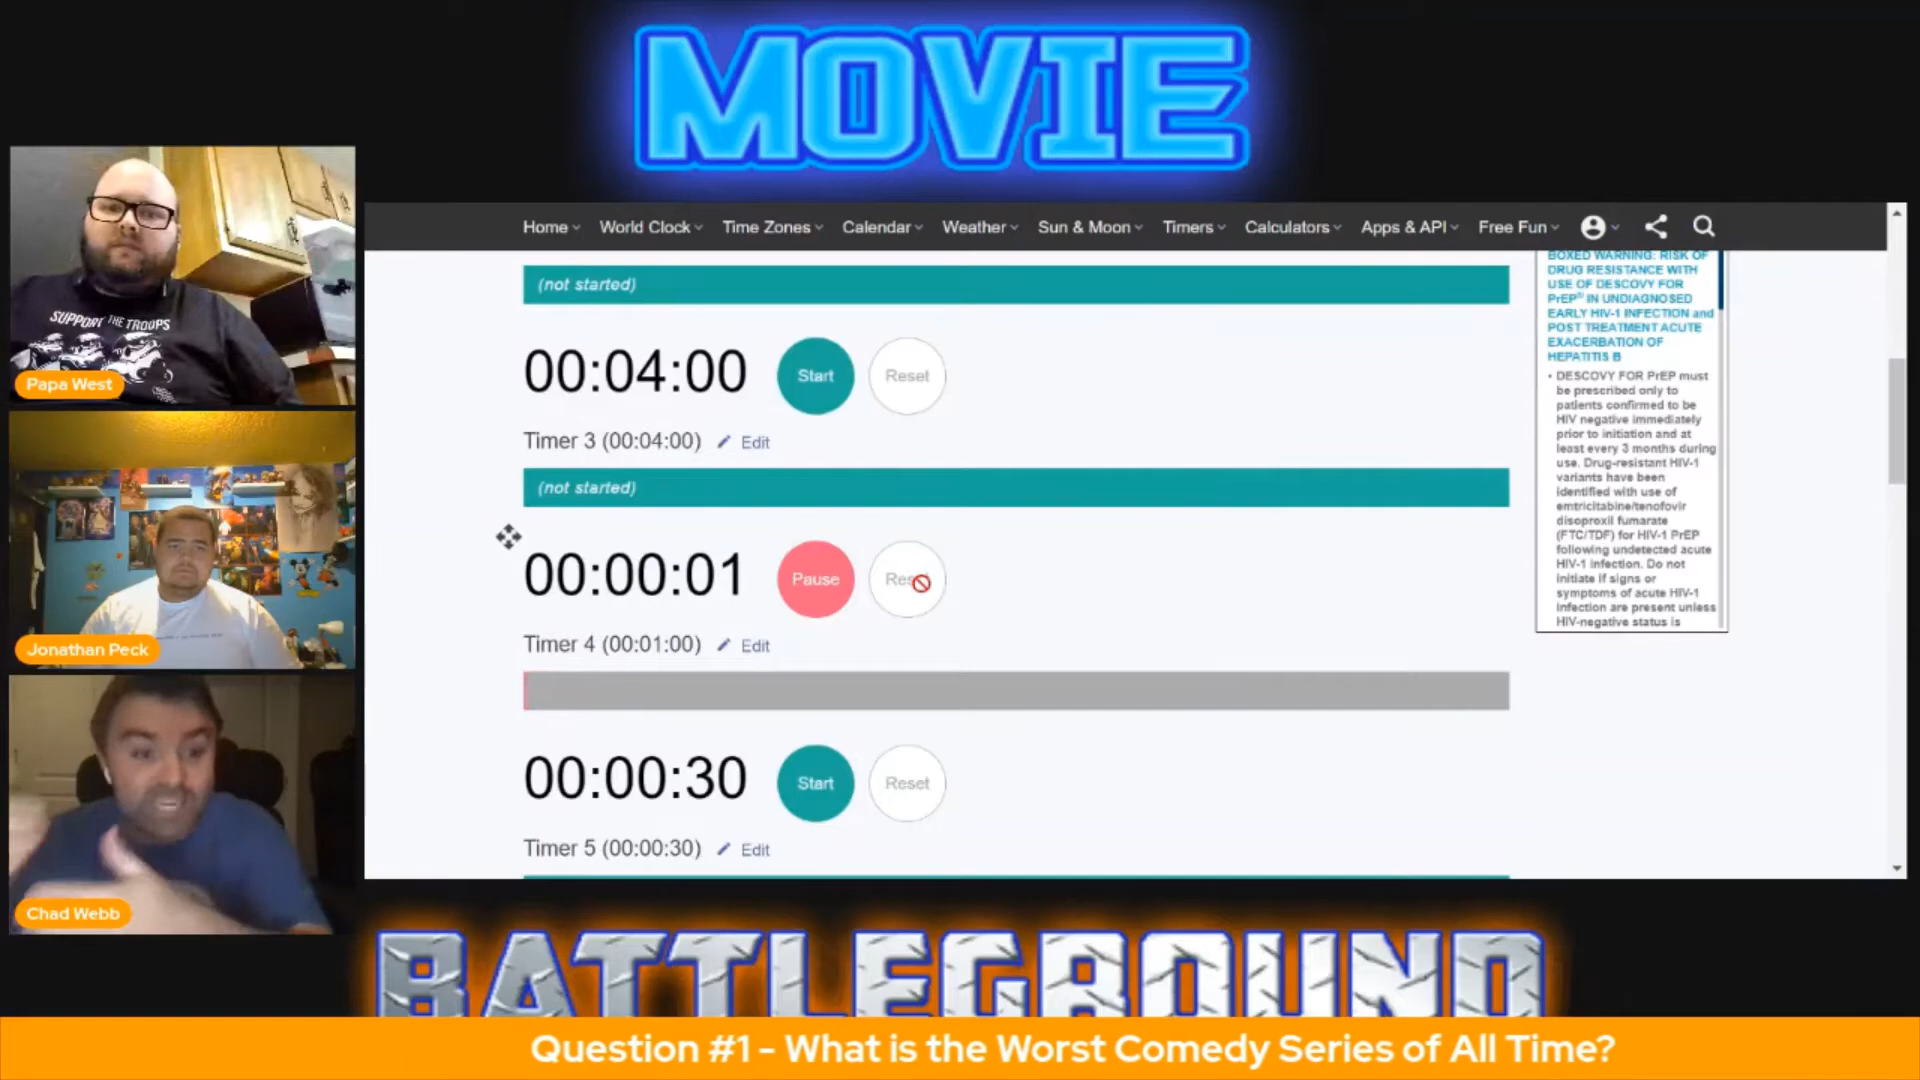 MOVIE
Home World Clock Time Zones Calendar Weather Sun & Moon Timers Calculators Apps & API Free Fun
(not started)
00:04:00 Start Reset
Timer 3 (00:04:00) Edit
(not started)
00:00:01 Pause
Timer 4 (00:01:00) Edit
00:00:30 Start Reset
Timer 5 (00:00:30) Edit
BOXED WARNING: RISK OF
DRUG RESISTANCE WITH
USE OF DESCOVY FOR
PrEP® IN UNDIAGNOSED
EARLY HIV-1 INFECTION and
POST TREATMENT ACUTE
EXACERBATION OF
HEPATITIS B
• DESCOVY FOR PrEP must
be prescribed only to
patients confirmed to be
HIV negative immediately
prior to initiation and at
least every 3 months during
use. Drug-resistant HIV-1
variants have been
identified with use of
emtricitabine/tenofovir
disoproxil fumarate
(FTC/TDF) for HIV-1 PrEP
following undetected acute
HIV-1 infection. Do not
initiate if signs or
symptoms of acute HIV-1
infection are present unless
HIV-negative status is
SUPPORT THE TROOPS
Papa West
Jonathan Peck
Chad Webb
BATTLEGROUND
Question #1 - What is the Worst Comedy Series of All Time?